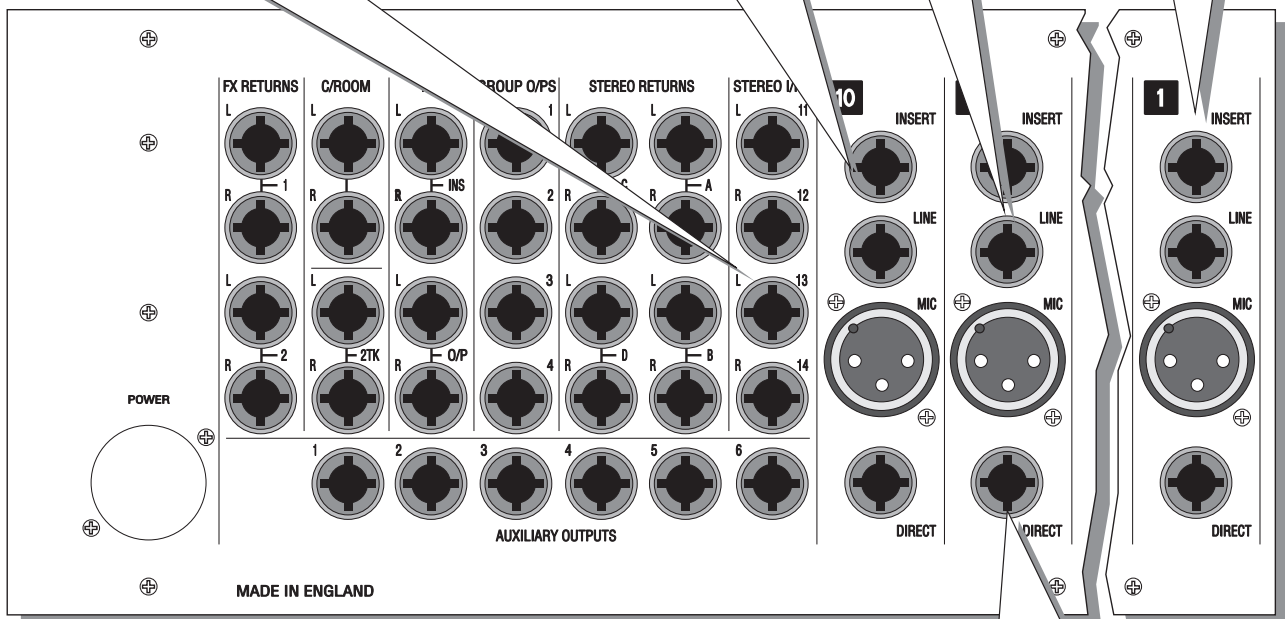 FX RETURNS C/ROOM GROUP O/PS STEREO RETURNS STEREO I/
L L L 1 L L L 11
1 INS C A
R R R 2 R R R 12
L L L 3 L L L 13
2 2TK O/P D B
R R R 4 R R R 14
1 2 3 4 5 6
AUXILIARY OUTPUTS
POWER
MADE IN ENGLAND
10
INSERT
LINE
MIC
DIRECT
INSERT
LINE
MIC
DIRECT
1
INSERT
LINE
MIC
DIRECT